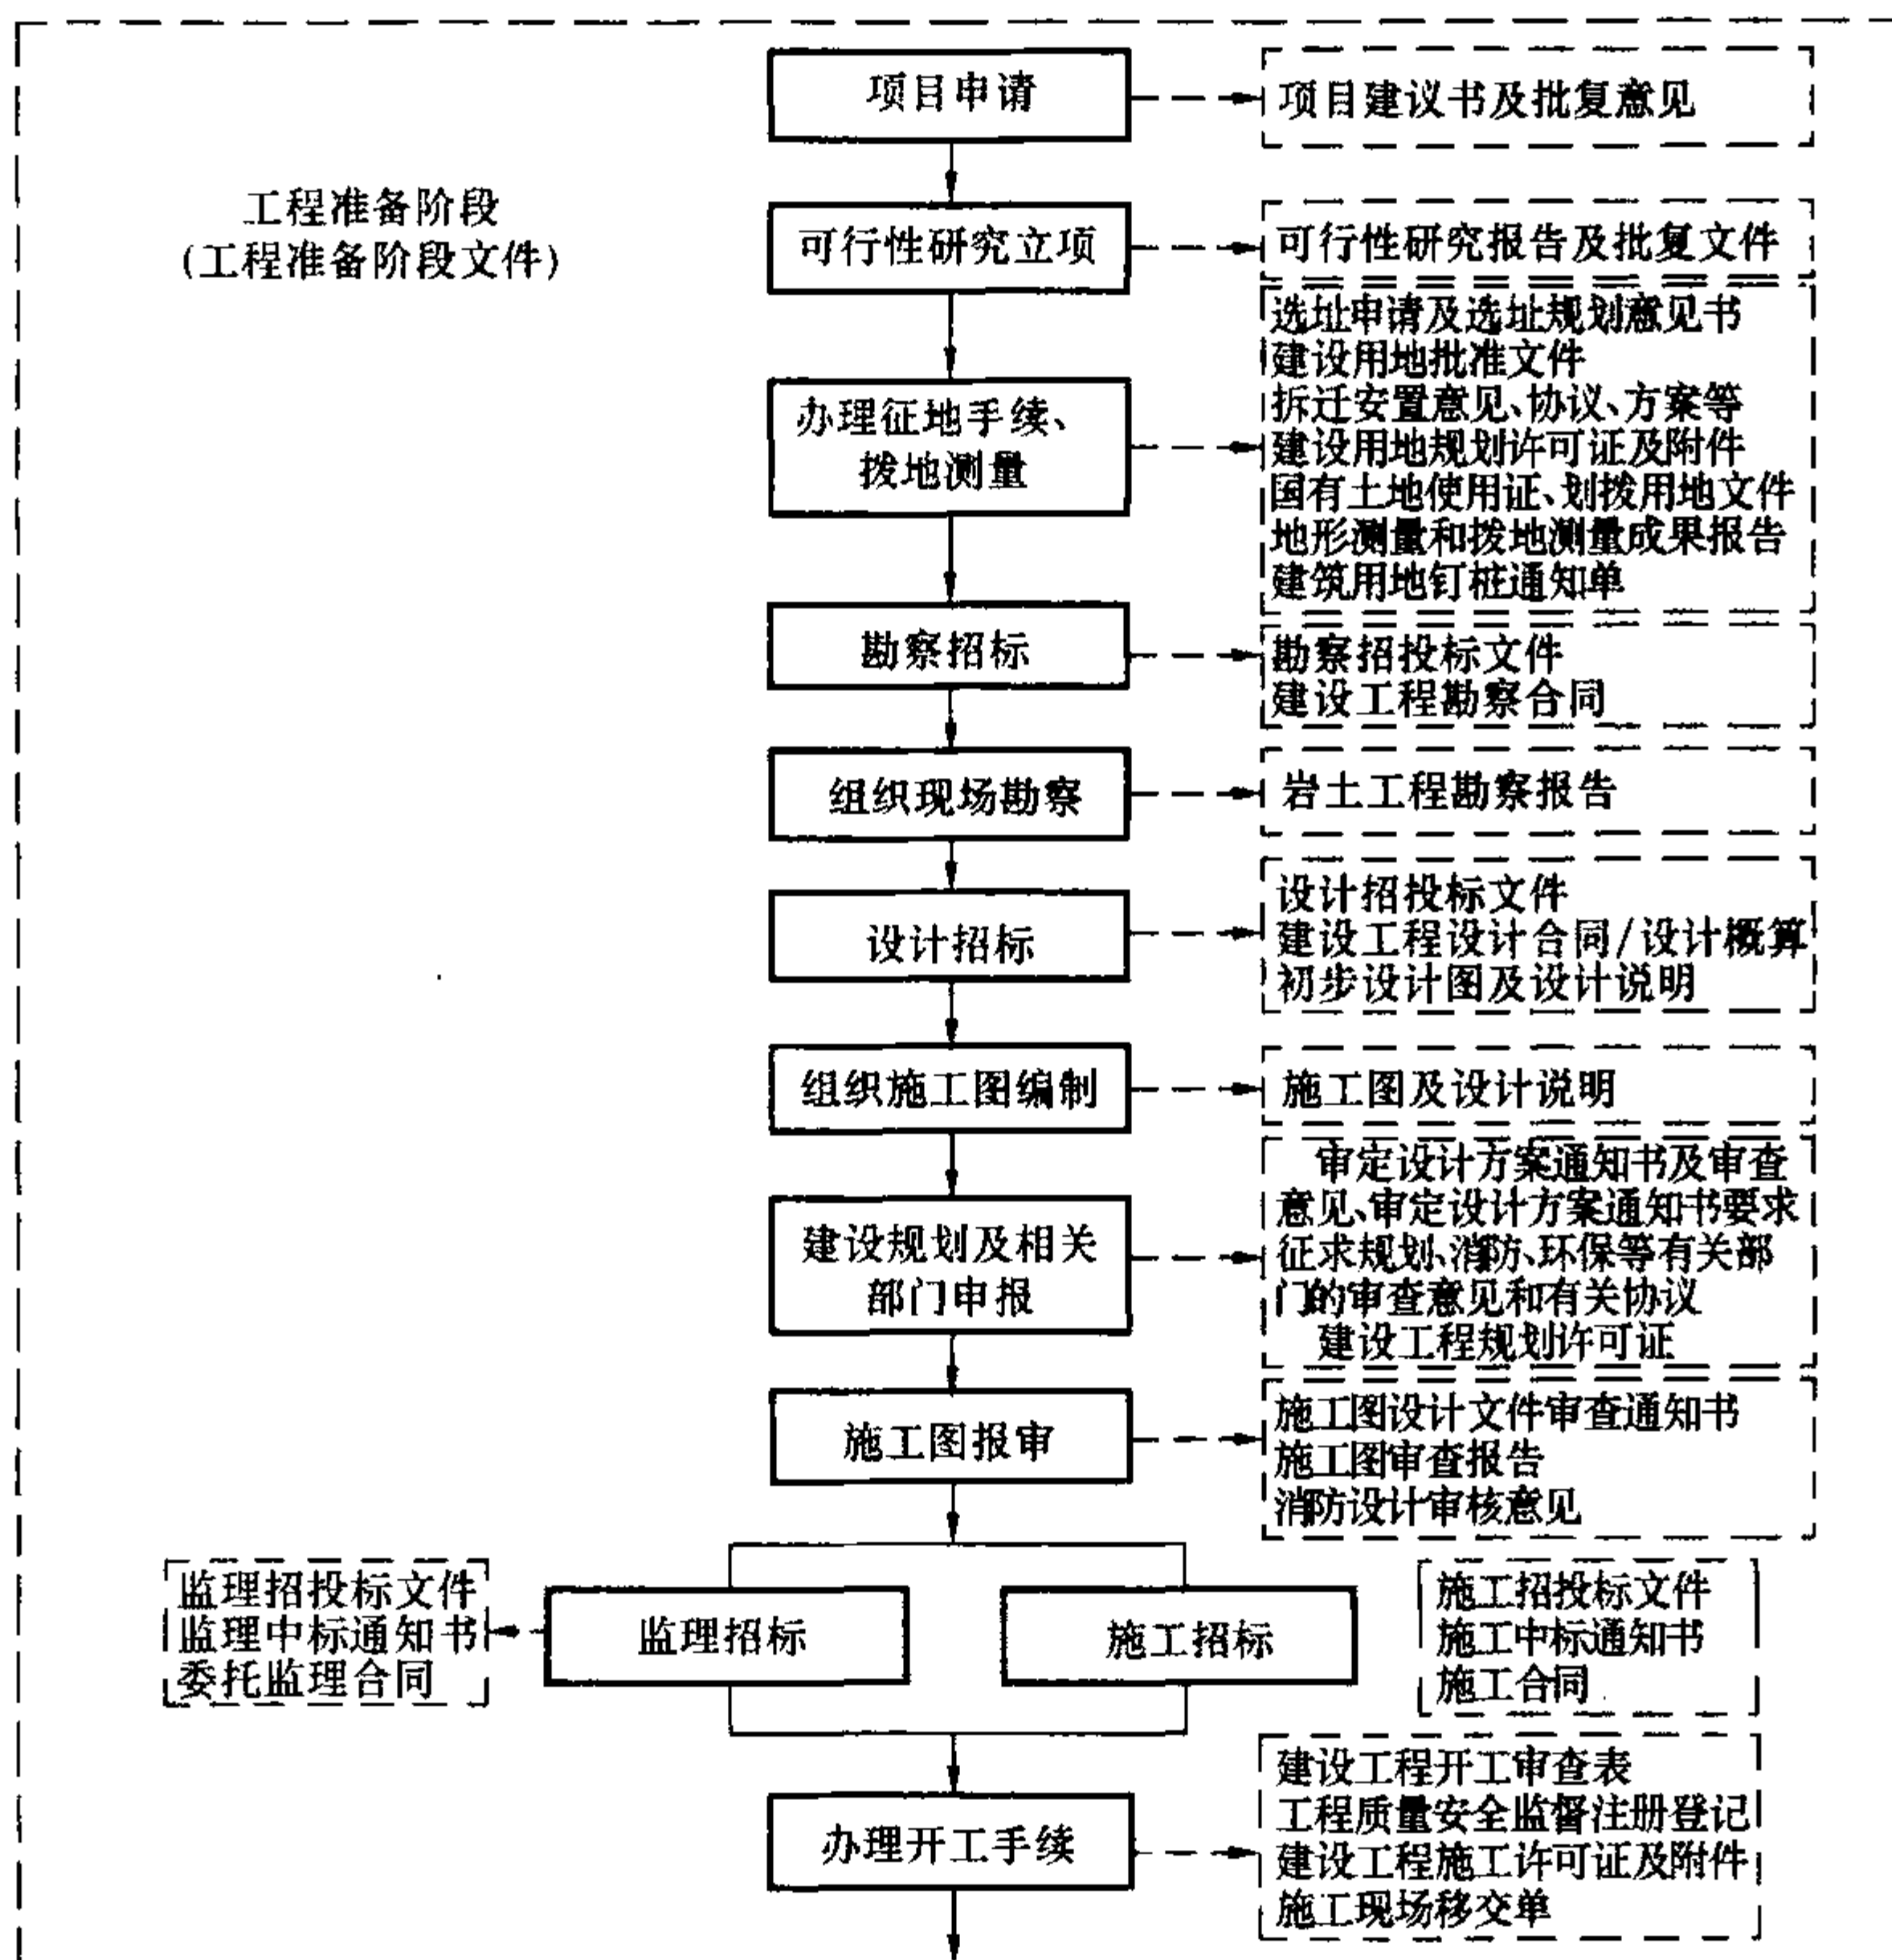 项目申请
项目建议书及批复意见
工程准备阶段
(工程准备阶段文件)
可行性研究立项
可行性研究报告及批复文件
办理征地手续、
拨地测量
选址申请及选址规划意见书
建设用地批准文件
拆迁安置意见、协议、方案等
建设用地规划许可证及附件
国有土地使用证、划拨用地文件
地形测量和拨地测量成果报告
建筑用地钉桩通知单
勘察招标
勘察招投标文件
建设工程勘察合同
组织现场勘察
岩土工程勘察报告
设计招标
设计招投标文件
建设工程设计合同/设计概算
初步设计图及设计说明
组织施工图编制
施工图及设计说明
建设规划及相关
部门申报
审定设计方案通知书及审查
意见、审定设计方案通知书要求
征求规划、消防、环保等有关部
门的审查意见和有关协议
建设工程规划许可证
施工图报审
施工图设计文件审查通知书
施工图审查报告
消防设计审核意见
监理招投标文件
监理中标通知书
委托监理合同
监理招标
施工招标
施工招投标文件
施工中标通知书
施工合同
办理开工手续
建设工程开工审查表
工程质量安全监督注册登记
建设工程施工许可证及附件
施工现场移交单